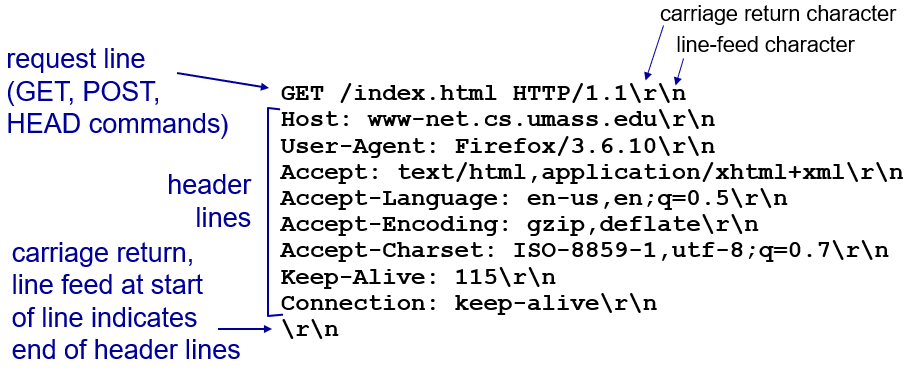 carriage return character
line-feed character
request line
(GET, POST,
HEAD commands)
GET /index.html HTTP/1.1\r\n
Host: www-net.cs.umass.edu\r\n
User-Agent: Firefox/3.6.10\r\n
Accept: text/html,application/xhtml+xml\r\n
Accept-Language: en-us,en;q=0.5\r\n
Accept-Encoding: gzip,deflate\r\n
Accept-Charset: ISO-8859-1,utf-8;q=0.7\r\n
Keep-Alive: 115\r\n
Connection: keep-alive\r\n
\r\n
header
lines
carriage return,
line feed at start
of line indicates
end of header lines